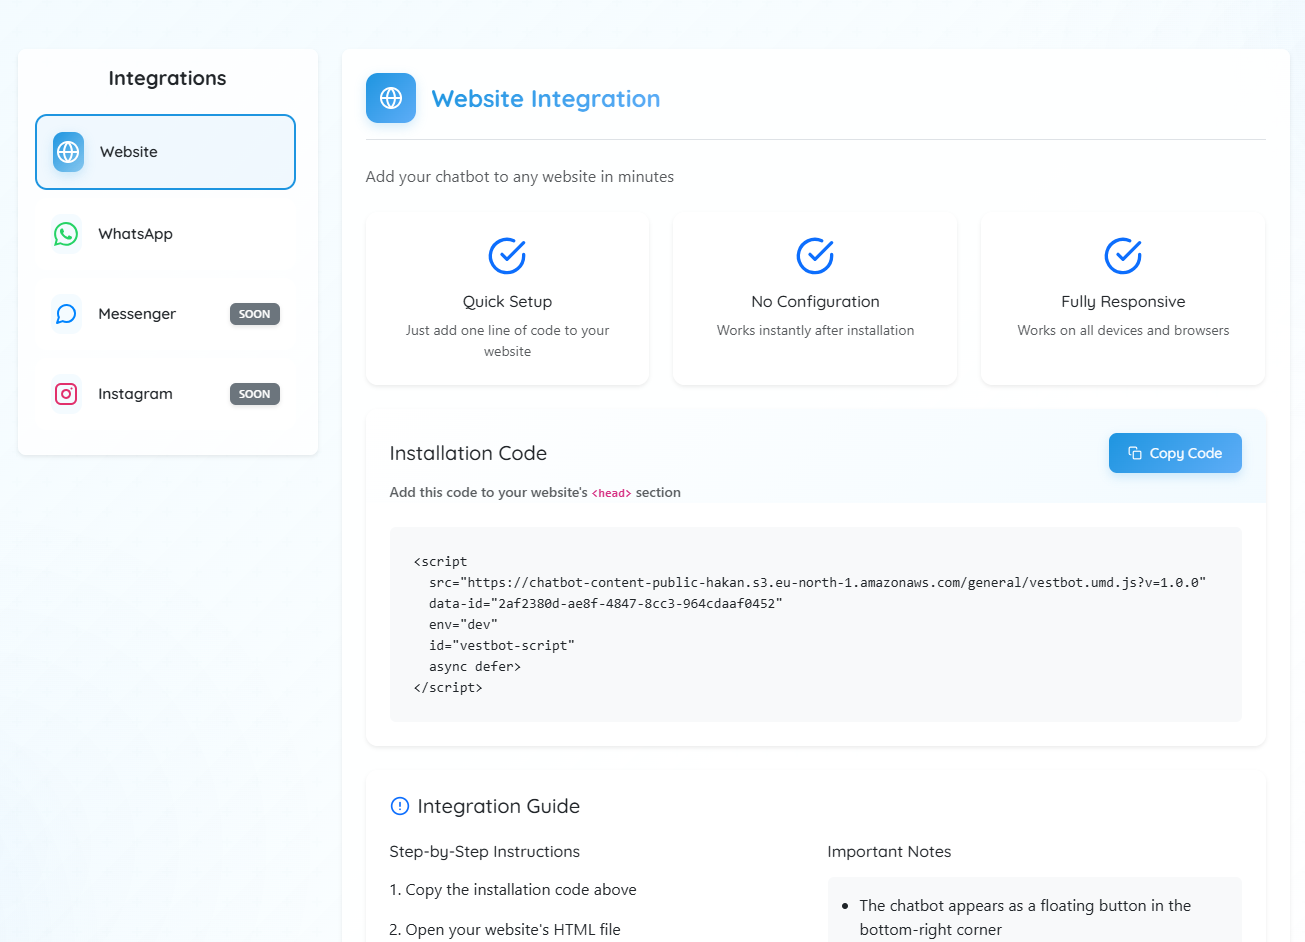 Integrations
Website
WhatsApp
Messenger
SOON
Instagram
SOON
Website Integration
Add your chatbot to any website in minutes
Quick Setup
Just add one line of code to your
website
No Configuration
Works instantly after installation
Fully Responsive
Works on all devices and browsers
Installation Code
Copy Code
Add this code to your website's <head> section
<script
  src="https://chatbot-content-public-hakan.s3.eu-north-1.amazonaws.com/general/vestbot.umd.js?v=1.0.0"
  data-id="2af2380d-ae8f-4847-8cc3-964cdaaf0452"
  env="dev"
  id="vestbot-script"
  async defer>
</script>
Integration Guide
Step-by-Step Instructions
1. Copy the installation code above
2. Open your website's HTML file
Important Notes
• The chatbot appears as a floating button in the
bottom-right corner